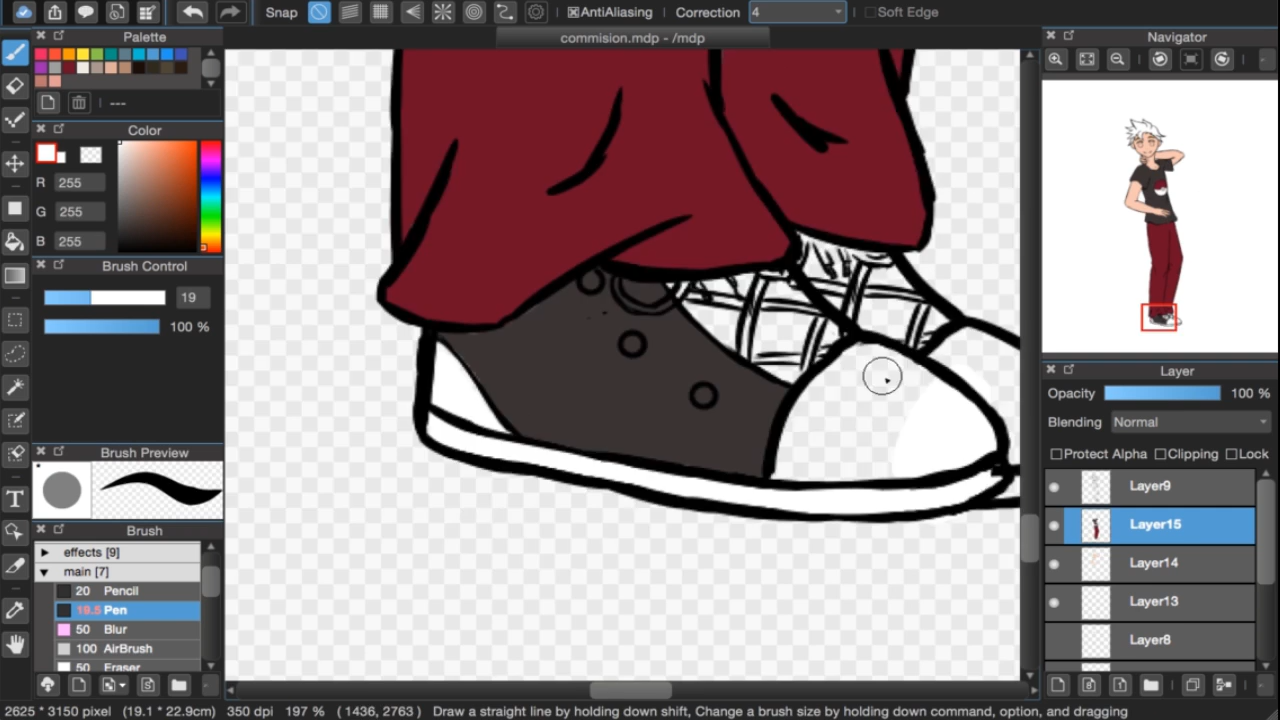 Snap AntiAliasing Correction 4 Soft Edge
commision.mdp - /mdp
Palette
---
Color
R 255
G 255
B 255
Brush Control
19
100 %
Brush Preview
Brush
effects [9]
main [7]
20 Pencil
19.5 Pen
50 Blur
100 AirBrush
50 Eraser
Navigator
Layer
Opacity 100 %
Blending Normal
Protect Alpha Clipping Lock
Layer9
Layer15
Layer14
Layer13
Layer8
2625 * 3150 pixel (19.1 * 22.9cm) 350 dpi 197 % ( 1436, 2763 ) Draw a straight line by holding down shift, Change a brush size by holding down command, option, and dragging